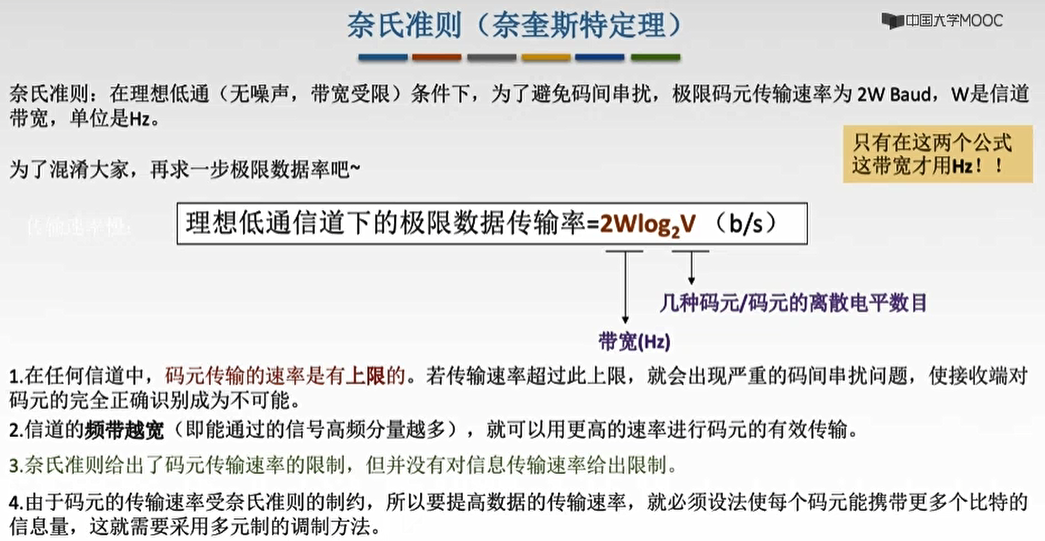 奈氏准则（奈奎斯特定理）
中国大学MOOC
奈氏准则：在理想低通（无噪声，带宽受限）条件下，为了避免码间串扰，极限码元传输速率为 2W Baud，W是信道
带宽，单位是Hz。
只有在这两个公式
这带宽才用Hz！！
为了混淆大家，再求一步极限数据率吧~
理想低通信道下的极限数据传输率=2Wlog₂V （b/s）
几种码元/码元的离散电平数目
带宽(Hz)
1.在任何信道中，码元传输的速率是有上限的。若传输速率超过此上限，就会出现严重的码间串扰问题，使接收端对
码元的完全正确识别成为不可能。
2.信道的频带越宽（即能通过的信号高频分量越多），就可以用更高的速率进行码元的有效传输。
3.奈氏准则给出了码元传输速率的限制，但并没有对信息传输速率给出限制。
4.由于码元的传输速率受奈氏准则的制约，所以要提高数据的传输速率，就必须设法使每个码元能携带更多个比特的
信息量，这就需要采用多元制的调制方法。